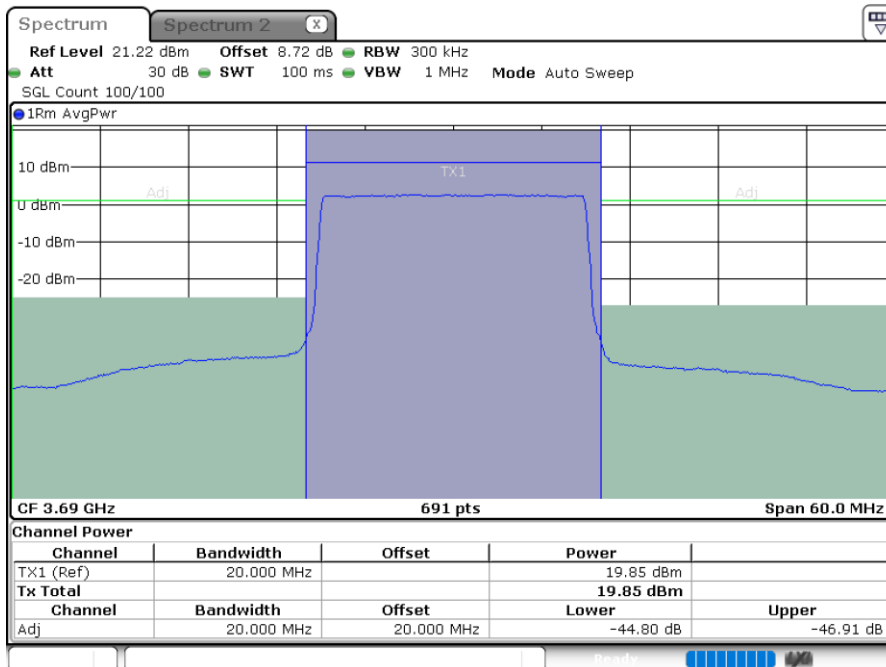 Spectrum Spectrum 2 X
Ref Level 21.22 dBm Offset 8.72 dB RBW 300 kHz
Att 30 dB SWT 100 ms VBW 1 MHz Mode Auto Sweep
SGL Count 100/100
1Rm AvgPwr
10 dBm
TX1
Adj Adj
0 dBm
-10 dBm
-20 dBm
CF 3.69 GHz 691 pts Span 60.0 MHz
Channel Power
Channel Bandwidth Offset Power
TX1 (Ref) 20.000 MHz 19.85 dBm
Tx Total 19.85 dBm
Channel Bandwidth Offset Lower Upper
Adj 20.000 MHz 20.000 MHz -44.80 dB -46.91 dB
Ready